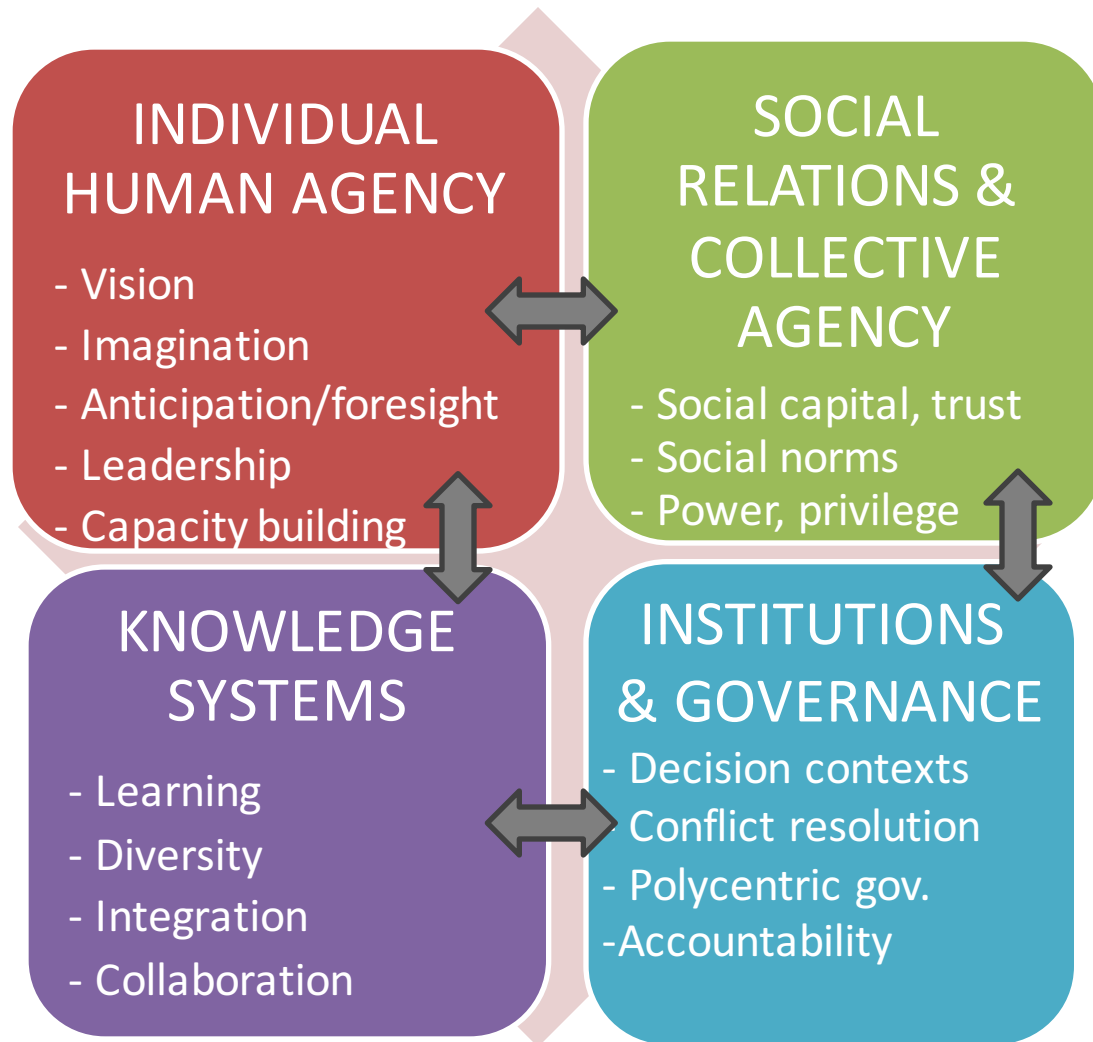 INDIVIDUAL
HUMAN AGENCY
- Vision
- Imagination
- Anticipation/foresight
- Leadership
- Capacity building
SOCIAL
RELATIONS &
COLLECTIVE
AGENCY
- Social capital, trust
- Social norms
- Power, privilege
KNOWLEDGE
SYSTEMS
- Learning
- Diversity
- Integration
- Collaboration
INSTITUTIONS
& GOVERNANCE
- Decision contexts
- Conflict resolution
- Polycentric gov.
-Accountability